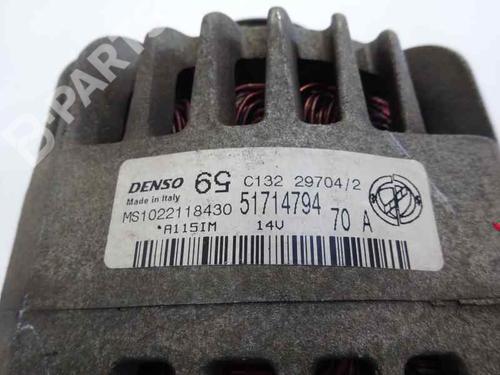 B-PARTS
DENSO 59 C132 29704/2
Made in Italy
MS1022118430 51714794 70 A
*A115IM 14V